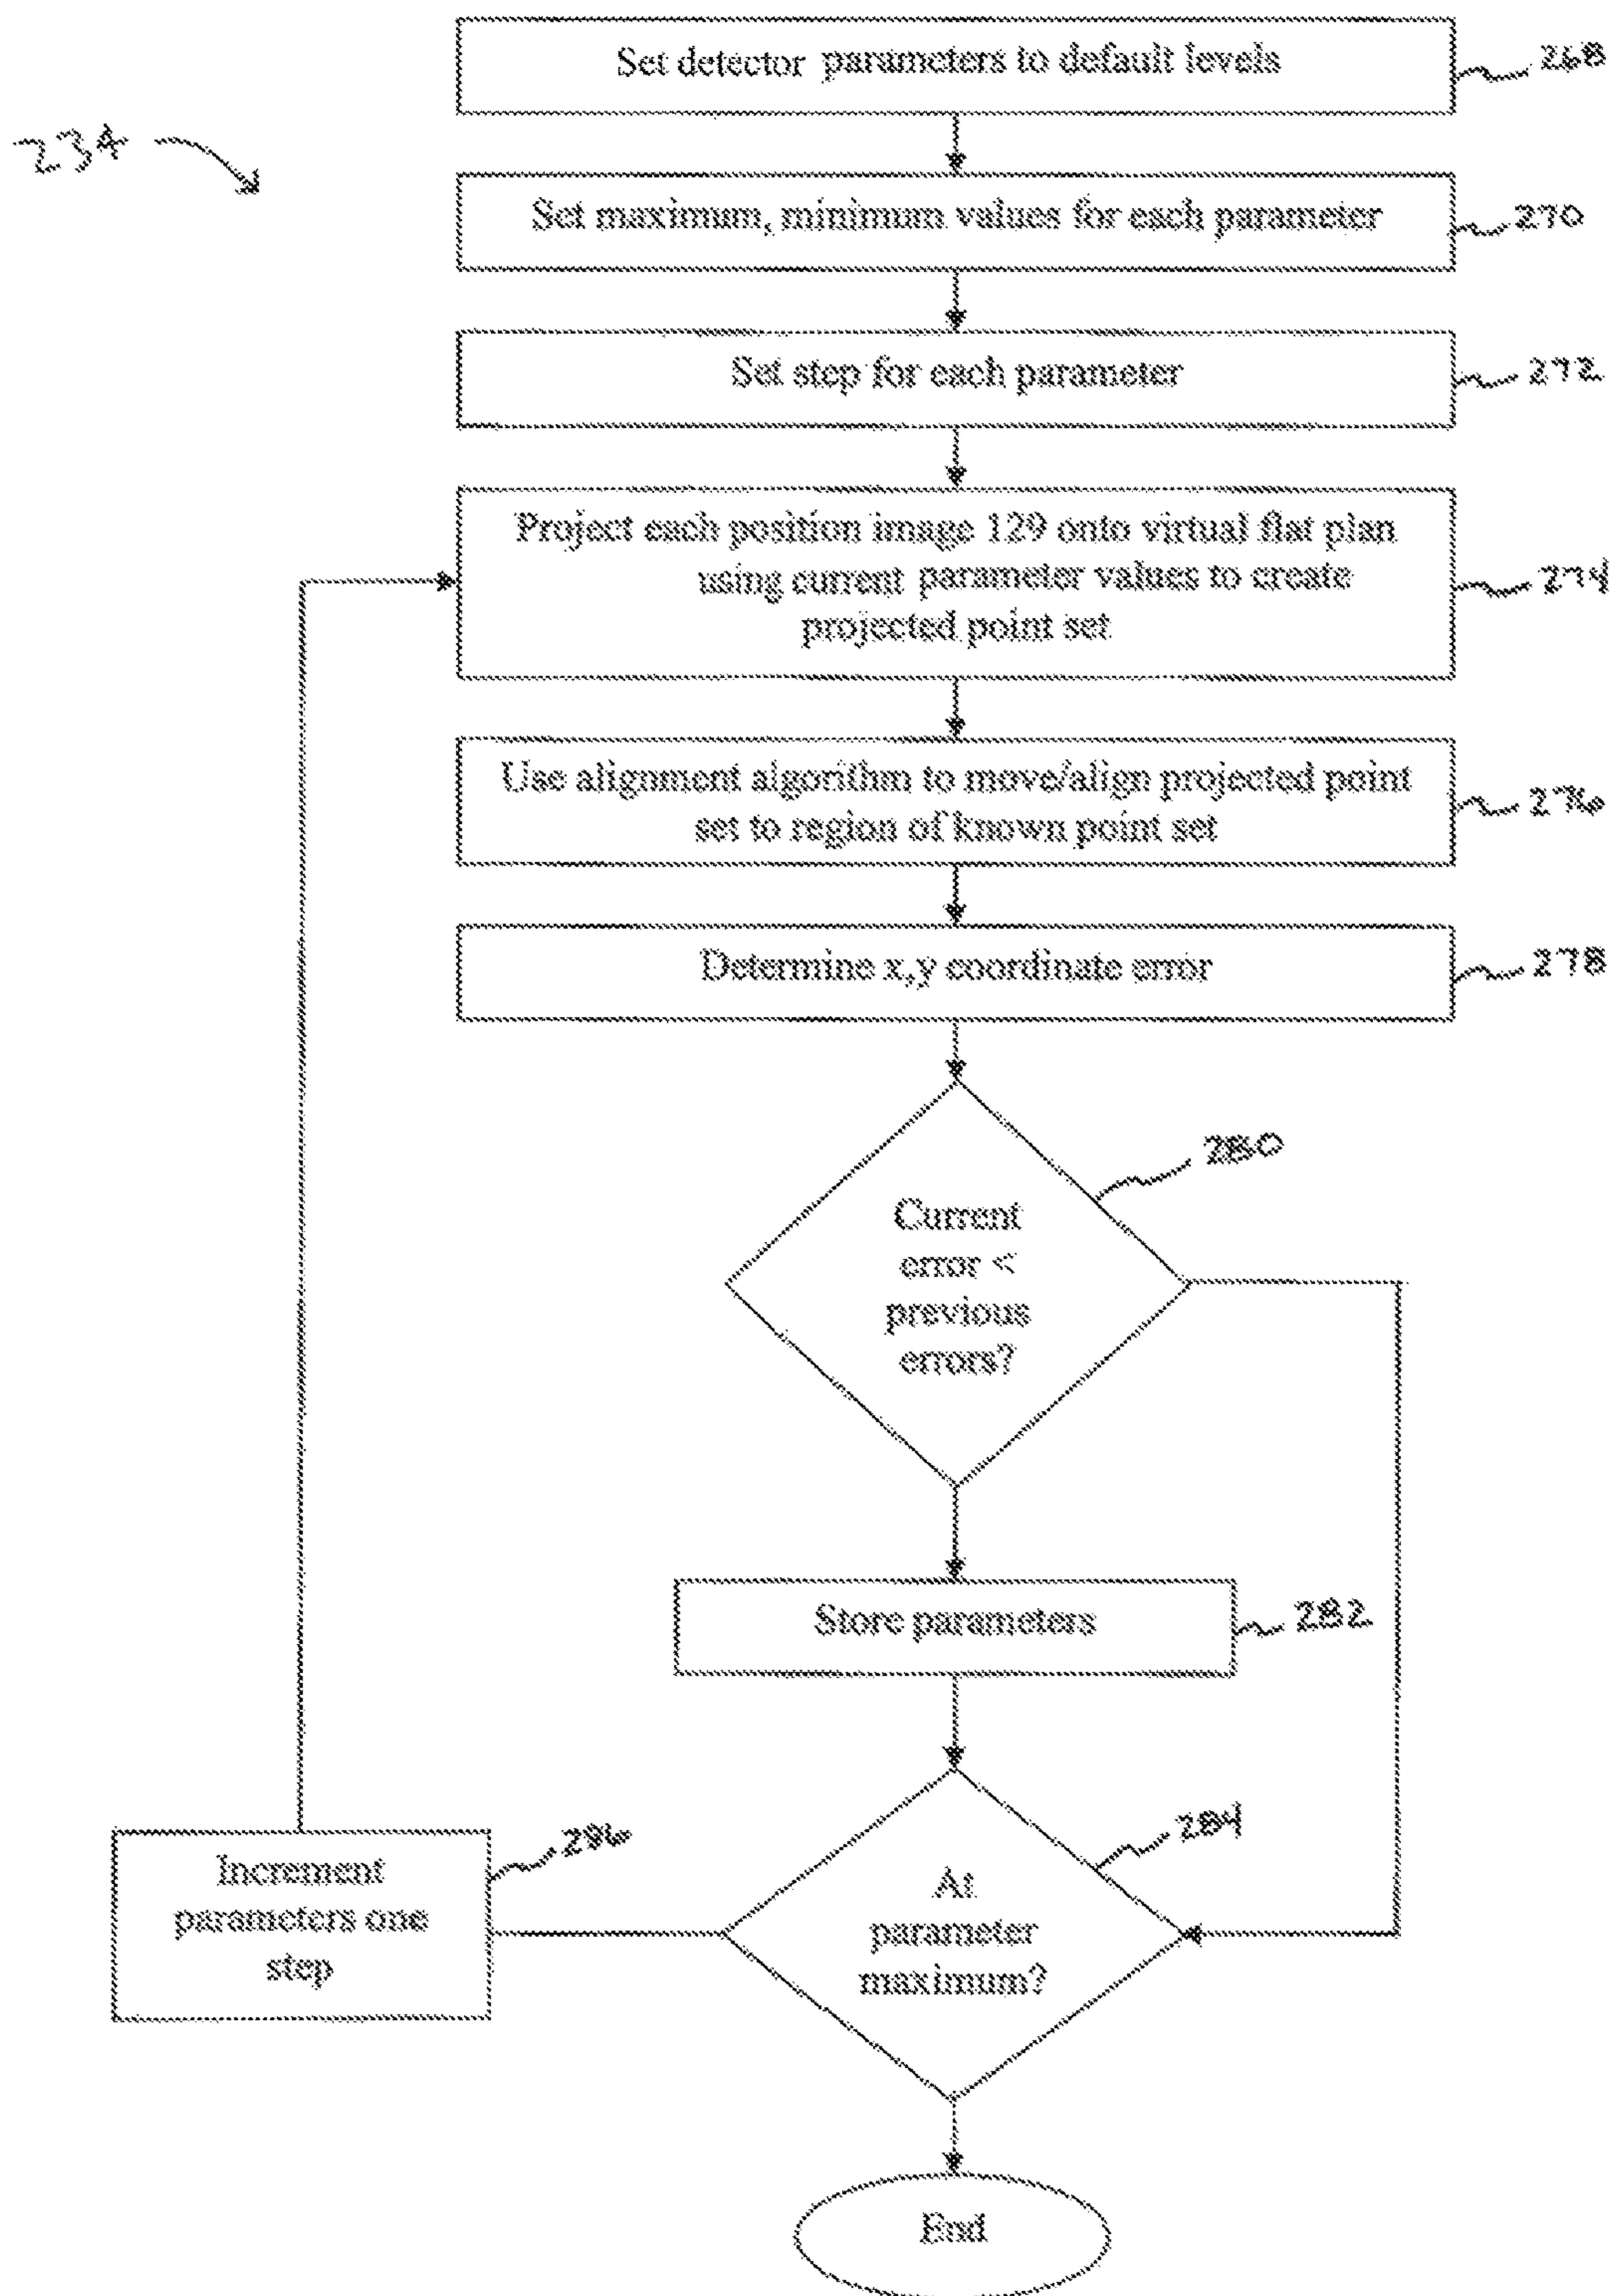 Set detector parameters to default levels
268
234
Set maximum, minimum values for each parameter
270
Set step for each parameter
272
Project each position image 129 onto virtual flat plan
using current parameter values to create
projected point set
274
Use alignment algorithm to move/align projected point
set to region of known point set
276
Determine x,y coordinate error
278
280
Current
error <
previous
errors?
Store parameters
282
284
At
parameter
maximum?
286
Increment
parameters one
step
End